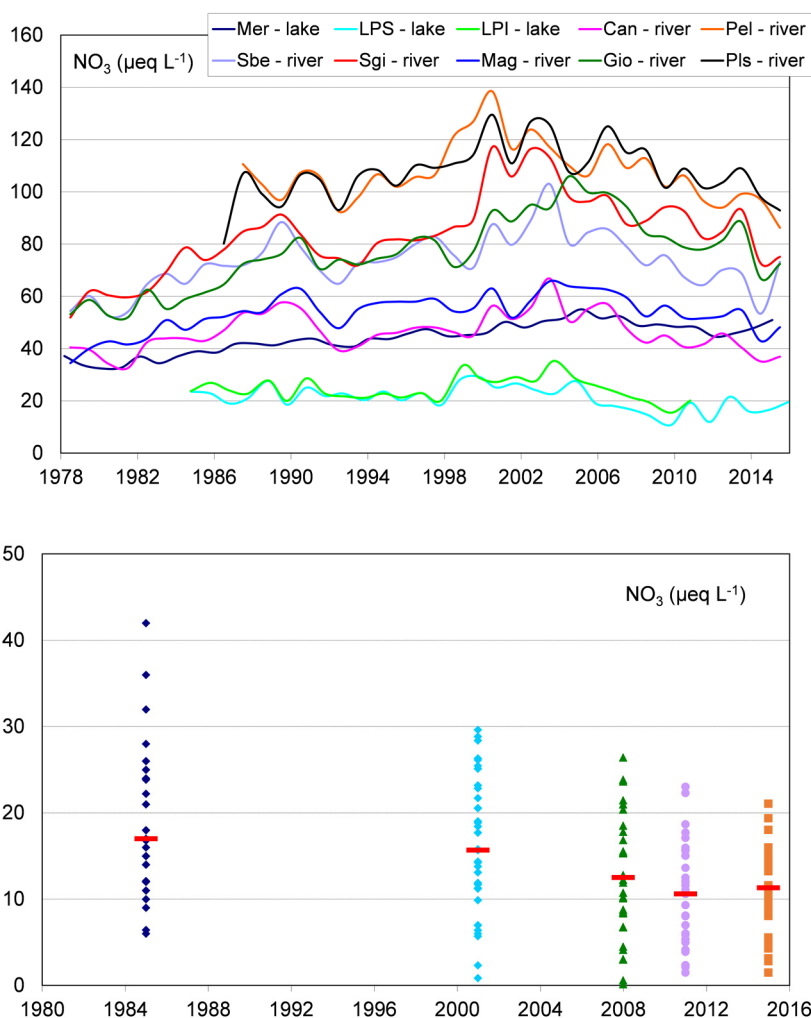 Mer - lake LPS - lake LPI - lake Can - river Pel - river
Sbe - river Sgi - river Mag - river Gio - river Pls - river
NO₃ (µeq L⁻¹)
160
140
120
100
80
60
40
20
0
1978 1982 1986 1990 1994 1998 2002 2006 2010 2014
NO₃ (µeq L⁻¹)
50
40
30
20
10
0
1980 1984 1988 1992 1996 2000 2004 2008 2012 2016